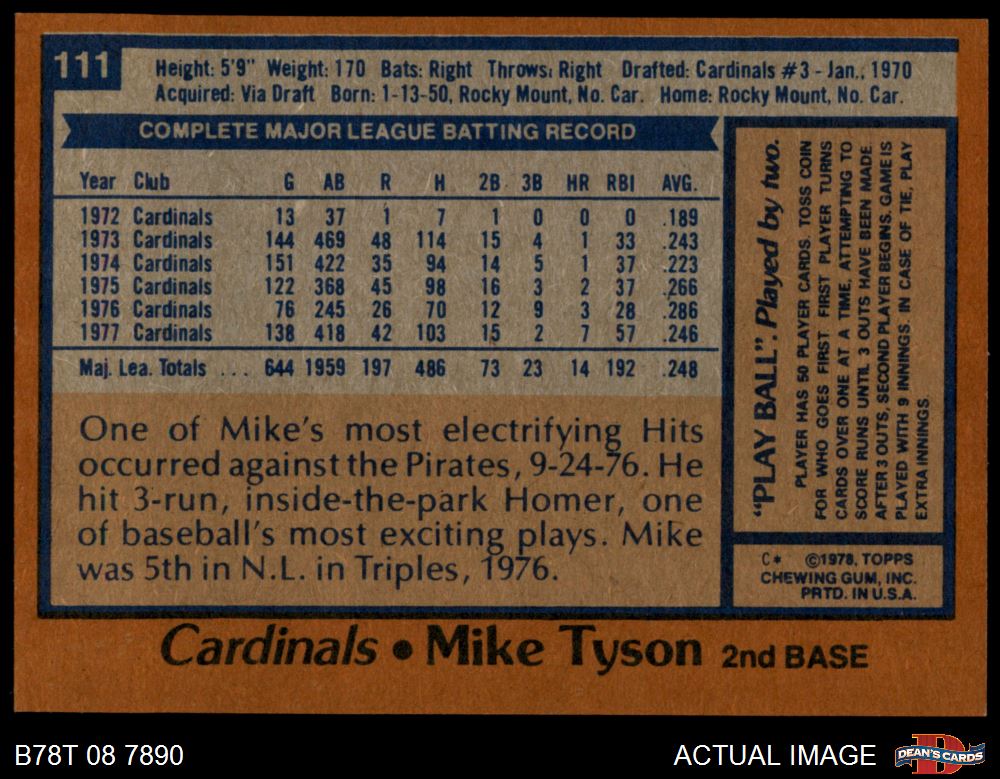 111
Height: 5'9" Weight: 170 Bats: Right Throws: Right Drafted: Cardinals #3 - Jan., 1970
Acquired: Via Draft Born: 1-13-50, Rocky Mount, No. Car. Home: Rocky Mount, No. Car.
COMPLETE MAJOR LEAGUE BATTING RECORD
Year Club G AB R H 2B 3B HR RBI AVG.
1972 Cardinals 13 37 1 7 1 0 0 0 .189
1973 Cardinals 144 469 48 114 15 4 1 33 .243
1974 Cardinals 151 422 35 94 14 5 1 37 .223
1975 Cardinals 122 368 45 98 16 3 2 37 .266
1976 Cardinals 76 245 26 70 12 9 3 28 .286
1977 Cardinals 138 418 42 103 15 2 7 57 .246
Maj. Lea. Totals ... 644 1959 197 486 73 23 14 192 .248
One of Mike's most electrifying Hits
occurred against the Pirates, 9-24-76. He
hit 3-run, inside-the-park Homer, one
of baseball's most exciting plays. Mike
was 5th in N.L. in Triples, 1976.
"PLAY BALL". Played by two.
PLAYER HAS 50 PLAYER CARDS. TOSS COIN
FOR WHO GOES FIRST FIRST PLAYER TURNS
CARDS OVER ONE AT A TIME, ATTEMPTING TO
SCORE RUNS UNTIL 3 OUTS HAVE BEEN MADE.
AFTER 3 OUTS, SECOND PLAYER BEGINS. GAME IS
PLAYED WITH 9 INNINGS. IN CASE OF TIE, PLAY
EXTRA INNINGS.
C* ©1978, TOPPS
CHEWING GUM, INC.
PRTD. IN U.S.A.
Cardinals • Mike Tyson 2nd BASE
B78T 08 7890
ACTUAL IMAGE
D
DEAN'S CARDS